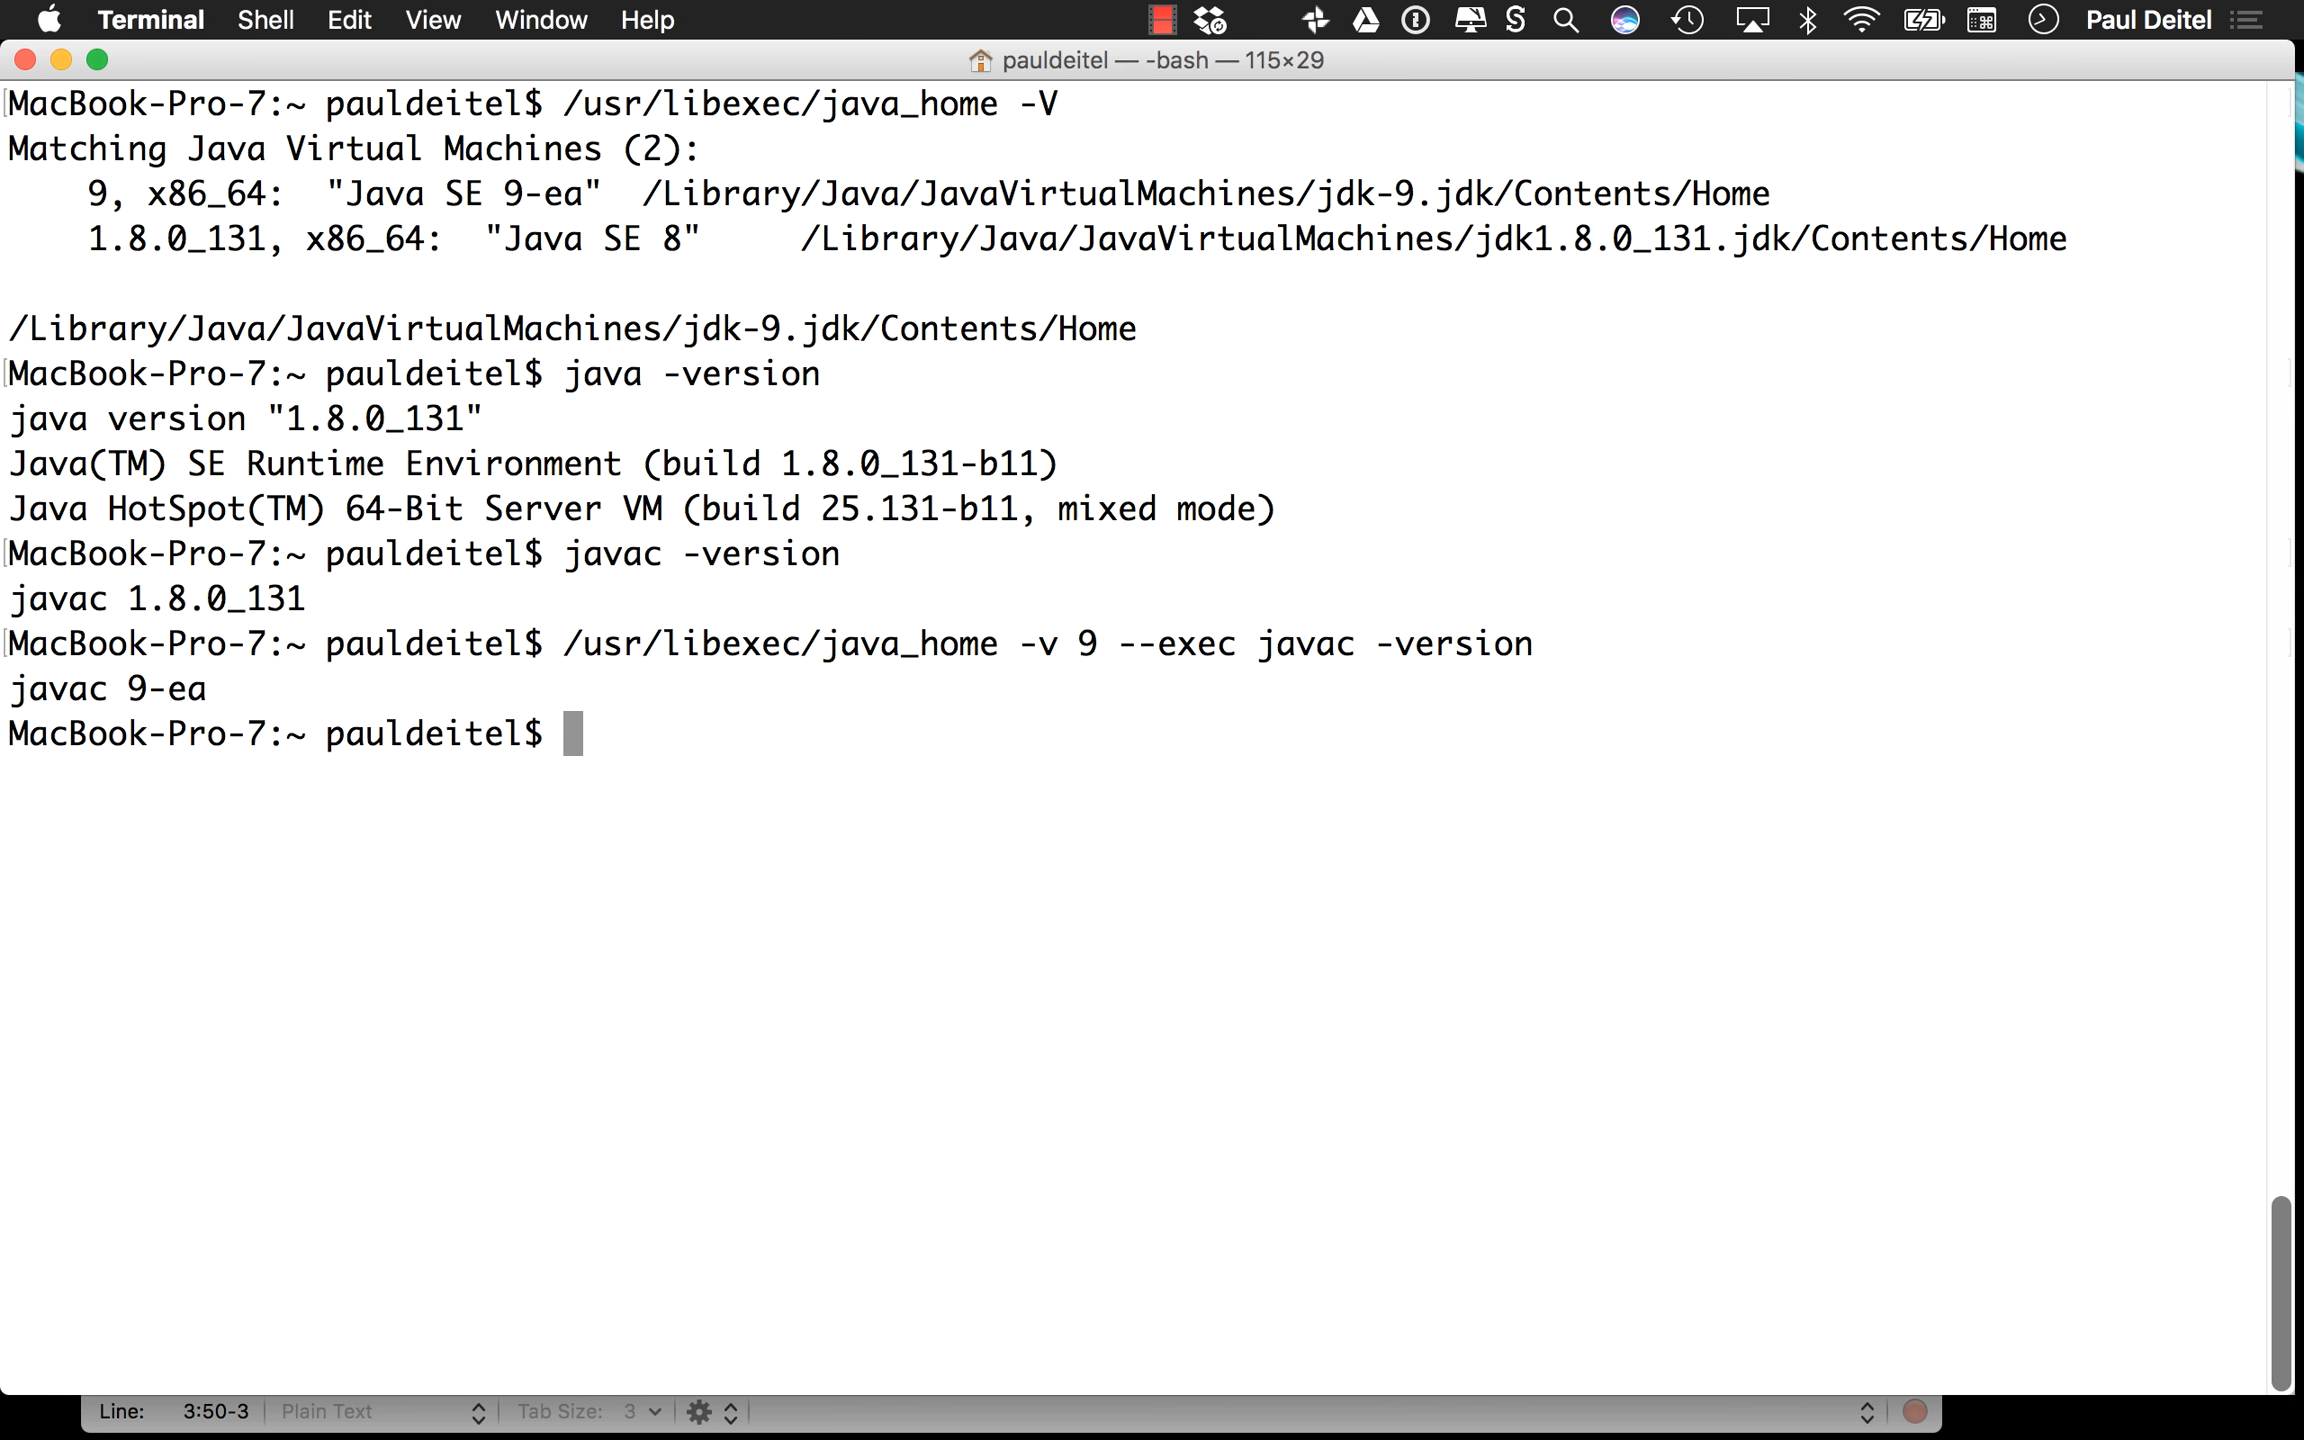 Terminal Shell Edit View Window Help Paul Deitel
pauldeitel — -bash — 115×29
MacBook-Pro-7:~ pauldeitel$ /usr/libexec/java_home -V
Matching Java Virtual Machines (2):
    9, x86_64:	"Java SE 9-ea"	/Library/Java/JavaVirtualMachines/jdk-9.jdk/Contents/Home
    1.8.0_131, x86_64:	"Java SE 8"	/Library/Java/JavaVirtualMachines/jdk1.8.0_131.jdk/Contents/Home
/Library/Java/JavaVirtualMachines/jdk-9.jdk/Contents/Home
MacBook-Pro-7:~ pauldeitel$ java -version
java version "1.8.0_131"
Java(TM) SE Runtime Environment (build 1.8.0_131-b11)
Java HotSpot(TM) 64-Bit Server VM (build 25.131-b11, mixed mode)
MacBook-Pro-7:~ pauldeitel$ javac -version
javac 1.8.0_131
MacBook-Pro-7:~ pauldeitel$ /usr/libexec/java_home -v 9 --exec javac -version
javac 9-ea
MacBook-Pro-7:~ pauldeitel$
Line: 3:50-3 Plain Text Tab Size: 3